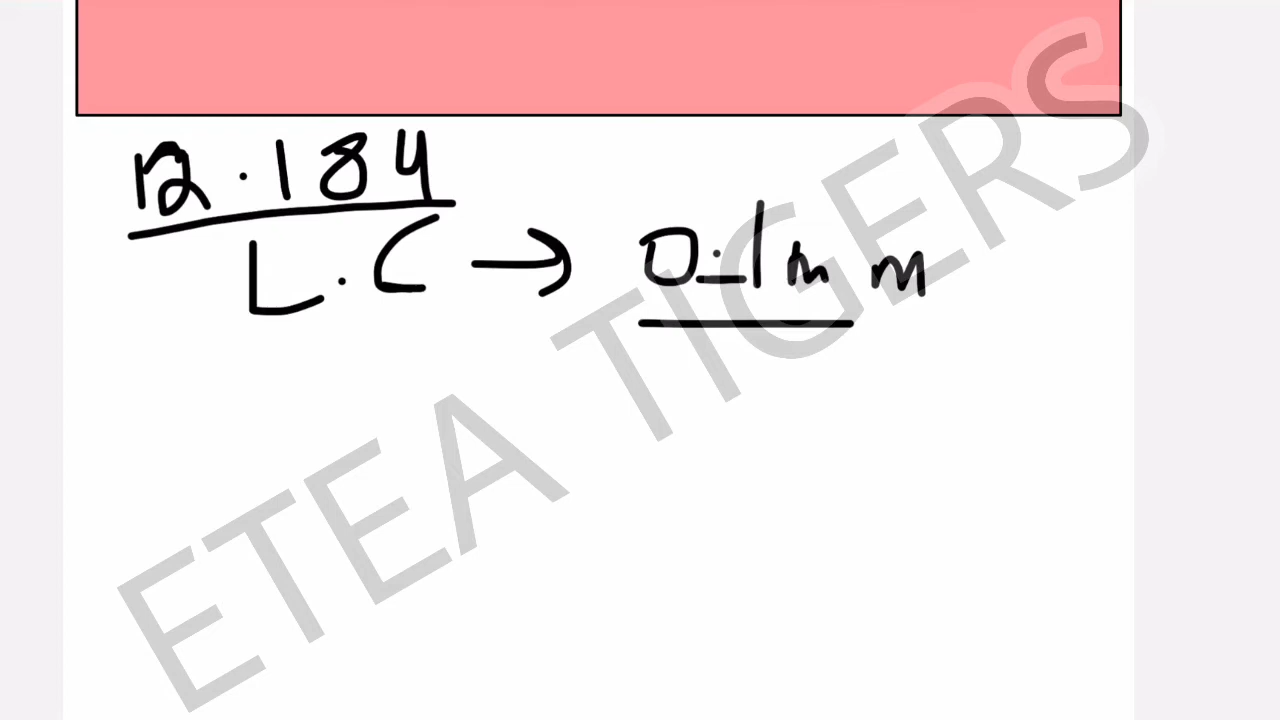 12.184
L.C → 0.1mm
ETEA TIGERS